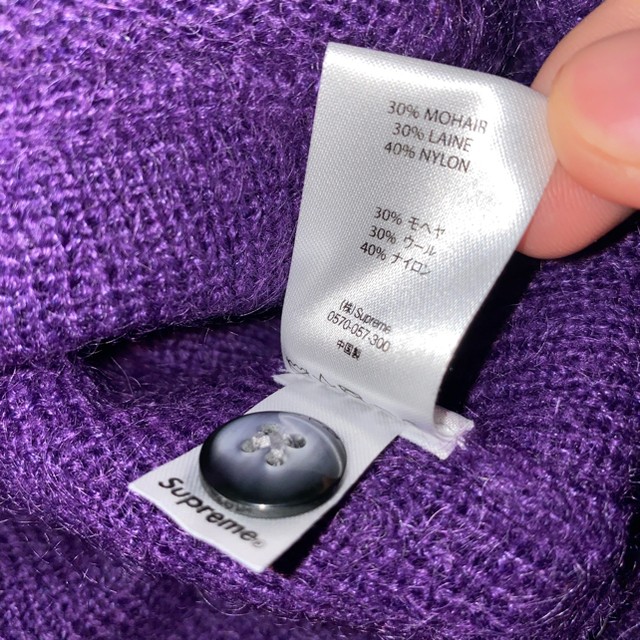 30% MOHAIR
30% LAINE
40% NYLON
30% モヘヤ
30% ウール
40% ナイロン
(株) Supreme
0570-051-300
中国製
Supreme®